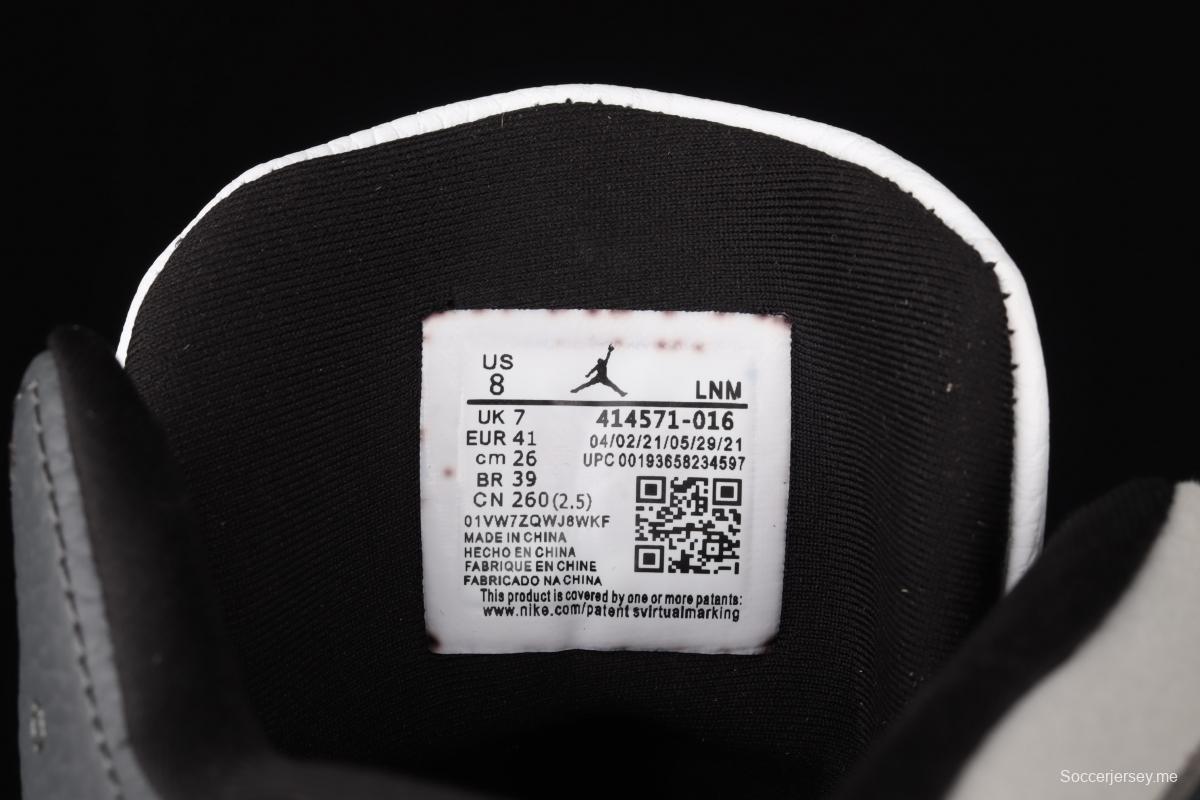 US
8
LNM
UK 7
EUR 41
cm 26
BR 39
CN 260(2.5)
414571-016
04/02/21/05/29/21
UPC 00193658234597
01VW7ZQWJ8WKF
MADE IN CHINA
HECHO EN CHINA
FABRIQUE EN CHINE
FABRICADO NA CHINA
This product is covered by one or more patants:
www.nike.com/patent svirtualmarking
Soccerjersey.me